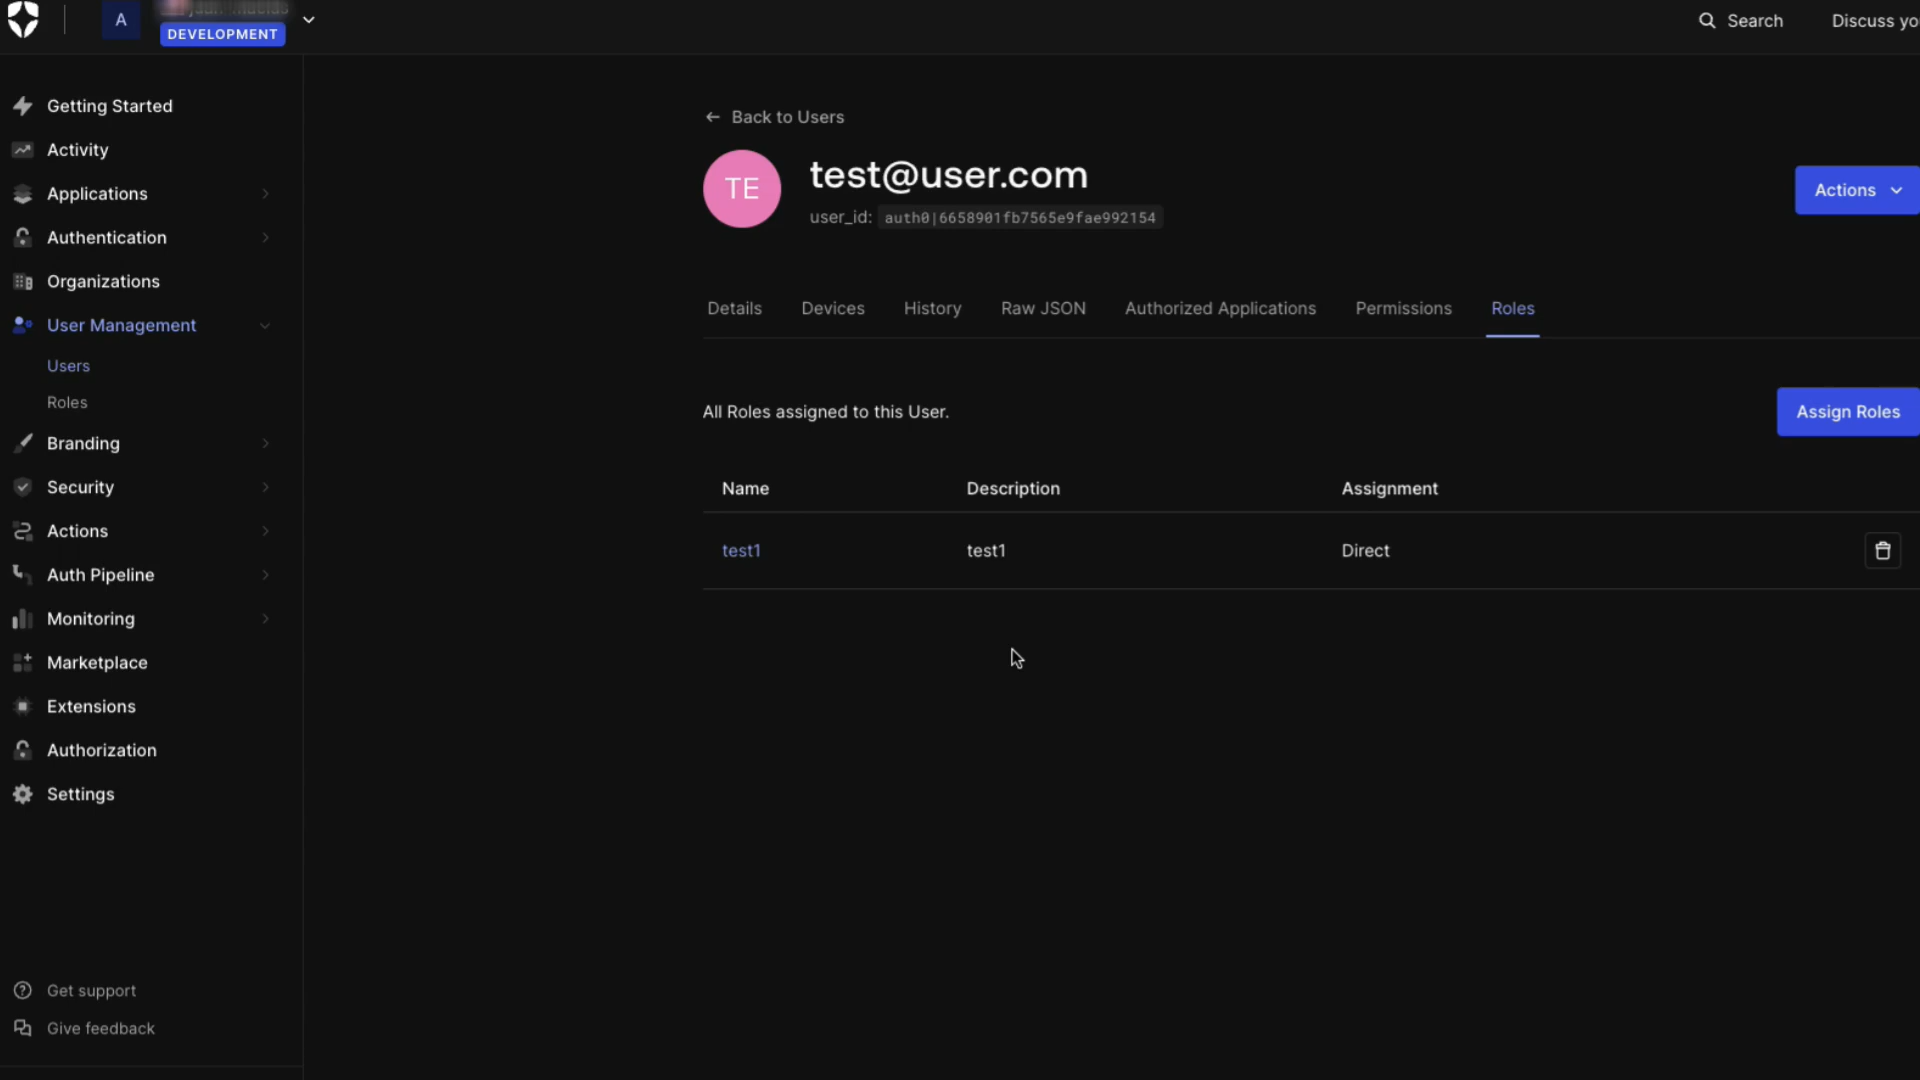 A
DEVELOPMENT
Search
Discuss yo
Getting Started
Activity
Applications
Authentication
Organizations
User Management
Users
Roles
Branding
Security
Actions
Auth Pipeline
Monitoring
Marketplace
Extensions
Authorization
Settings
Get support
Give feedback
Back to Users
TE
test@user.com
user_id: auth0|6658901fb7565e9fae992154
Actions
Details Devices History Raw JSON Authorized Applications Permissions Roles
All Roles assigned to this User.
Assign Roles
Name Description Assignment
test1 test1 Direct